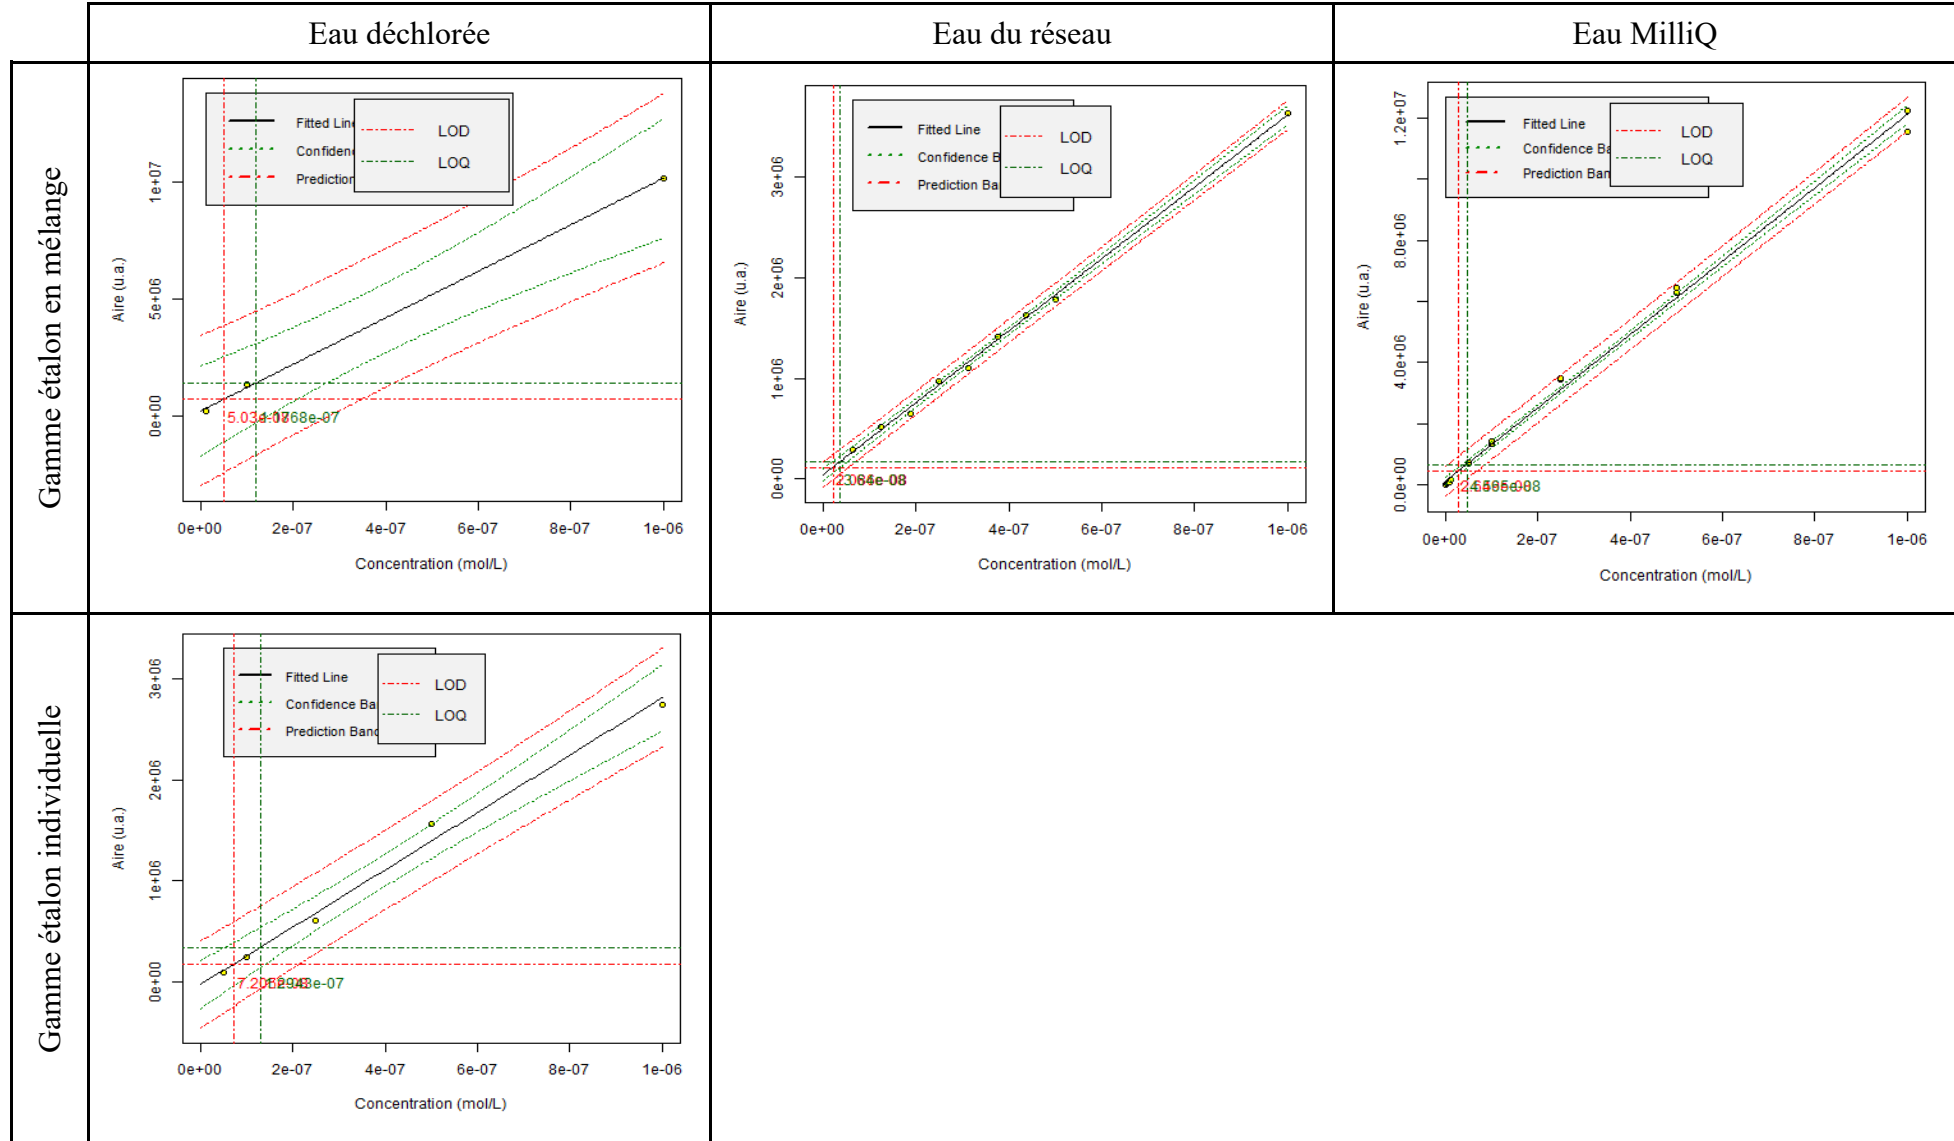 Eau déchlorée
Eau du réseau
Eau MilliQ
Gamme étalon en mélange
Aire (u.a.)
0e+00
5e+06
1e+07
Fitted Line
Confidenc
Prediction
LOD
LOQ
0e+00 2e-07 4e-07 6e-07 8e-07 1e-06
Concentration (mol/L)
Aire (u.a.)
0e+00
1e+06
2e+06
3e+06
Fitted Line
Confidence B
Prediction Ba
LOD
LOQ
0e+00 2e-07 4e-07 6e-07 8e-07 1e-06
Concentration (mol/L)
Aire (u.a.)
0.0e+00
4.0e+06
8.0e+06
1.2e+07
Fitted Line
Confidence Ba
Prediction Ban
LOD
LOQ
0e+00 2e-07 4e-07 6e-07 8e-07 1e-06
Concentration (mol/L)
Gamme étalon individuelle
Aire (u.a.)
0e+00
1e+06
2e+06
3e+06
Fitted Line
Confidence Ba
Prediction Banc
LOD
LOQ
0e+00 2e-07 4e-07 6e-07 8e-07 1e-06
Concentration (mol/L)